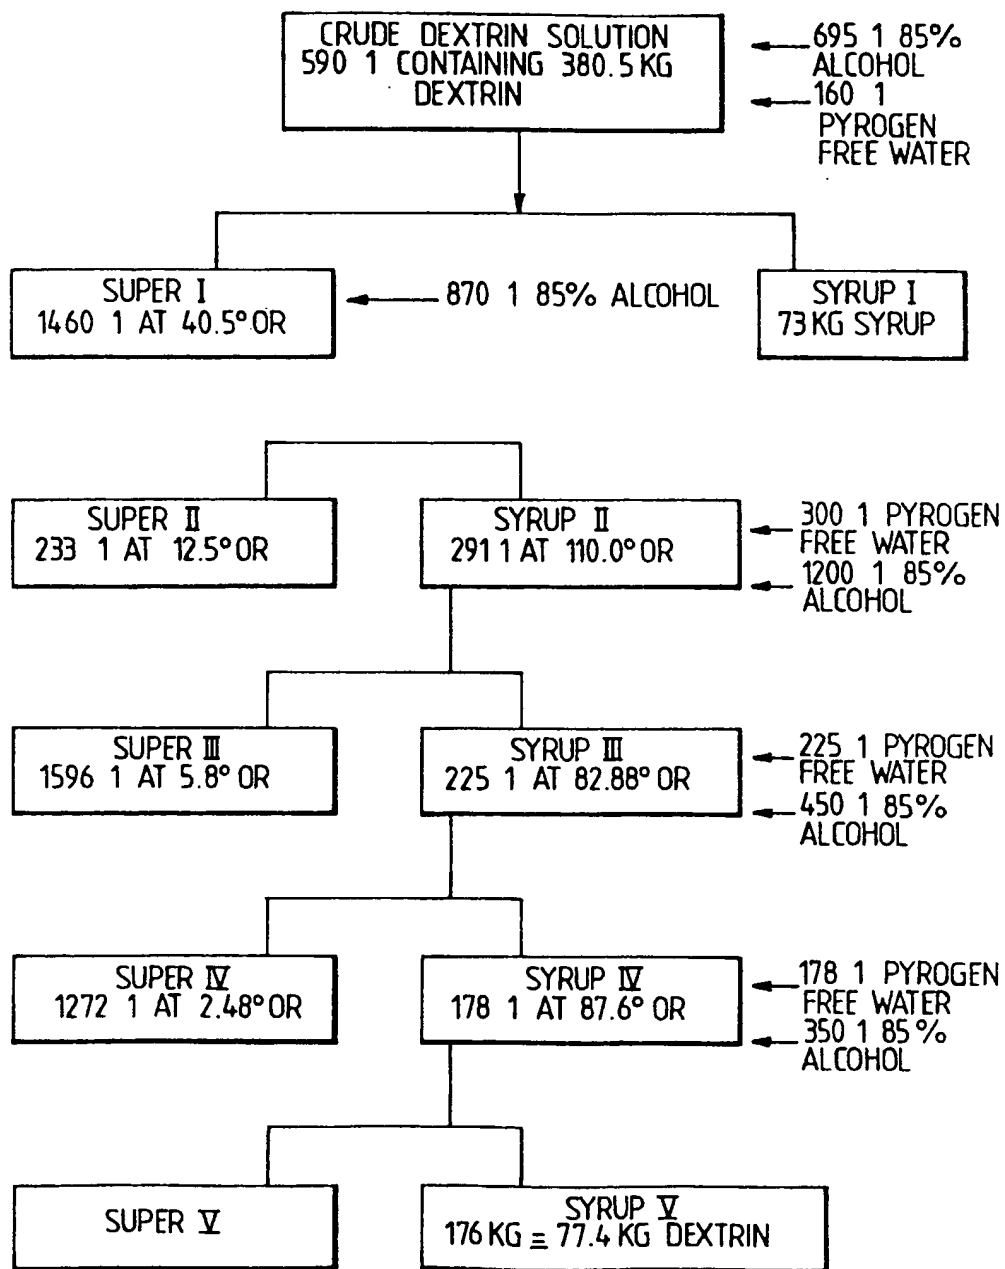 CRUDE DEXTRIN SOLUTION
590 1 CONTAINING 380.5 KG
DEXTRIN
695 1 85%
ALCOHOL
160 1
PYROGEN
FREE WATER
SUPER I
1460 1 AT 40.5° OR
870 1 85% ALCOHOL
SYRUP I
73 KG SYRUP
SUPER II
233 1 AT 12.5° OR
SYRUP II
291 1 AT 110.0° OR
300 1 PYROGEN
FREE WATER
1200 1 85%
ALCOHOL
SUPER III
1596 1 AT 5.8° OR
SYRUP III
225 1 AT 82.88° OR
225 1 PYROGEN
FREE WATER
450 1 85%
ALCOHOL
SUPER IV
1272 1 AT 2.48° OR
SYRUP IV
178 1 AT 87.6° OR
178 1 PYROGEN
FREE WATER
350 1 85%
ALCOHOL
SUPER V
SYRUP V
176 KG ≡ 77.4 KG DEXTRIN